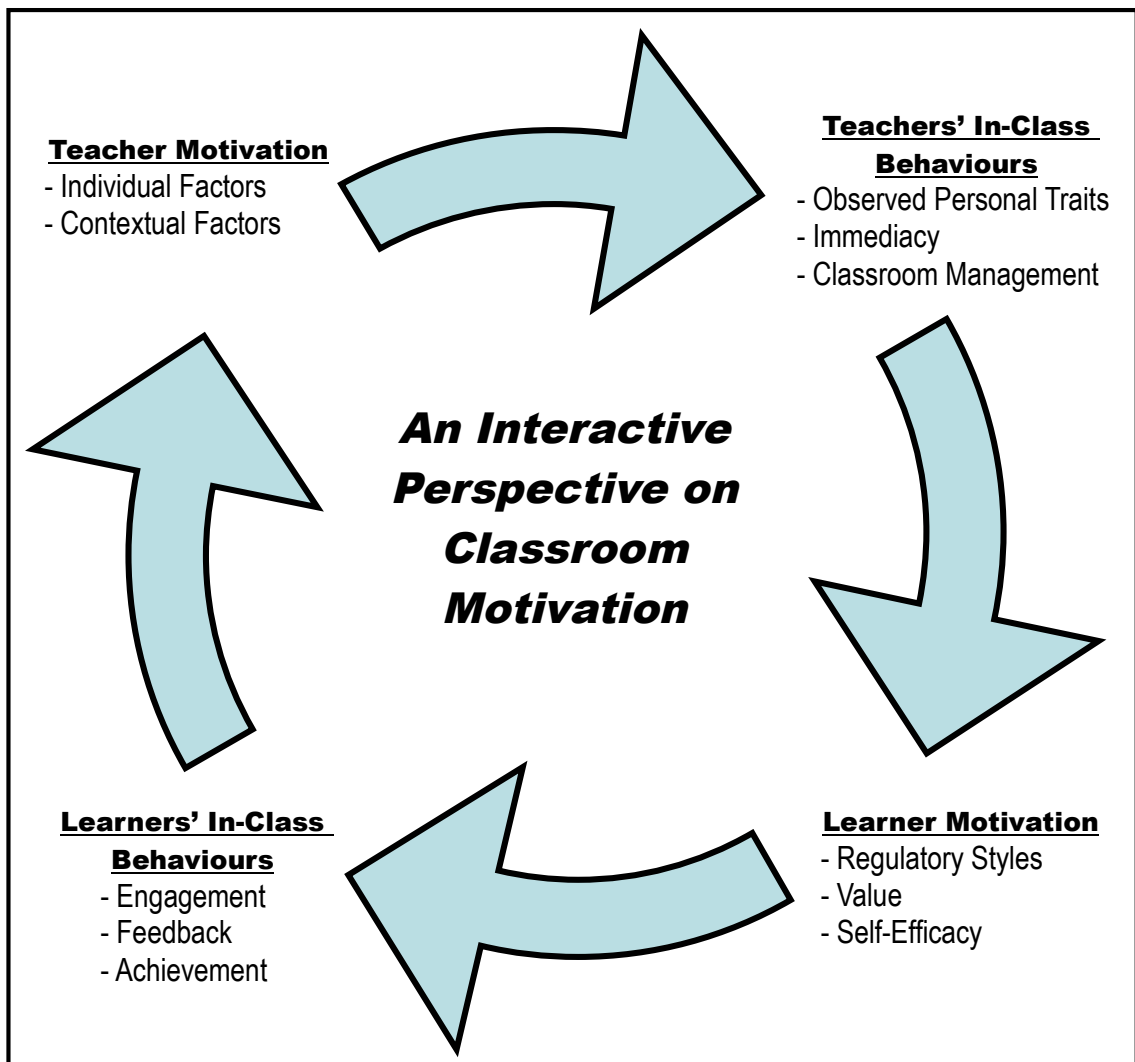 Teacher Motivation
- Individual Factors
- Contextual Factors
Teachers’ In-Class
Behaviours
- Observed Personal Traits
- Immediacy
- Classroom Management
An Interactive
Perspective on
Classroom
Motivation
Learners’ In-Class
Behaviours
- Engagement
- Feedback
- Achievement
Learner Motivation
- Regulatory Styles
- Value
- Self-Efficacy